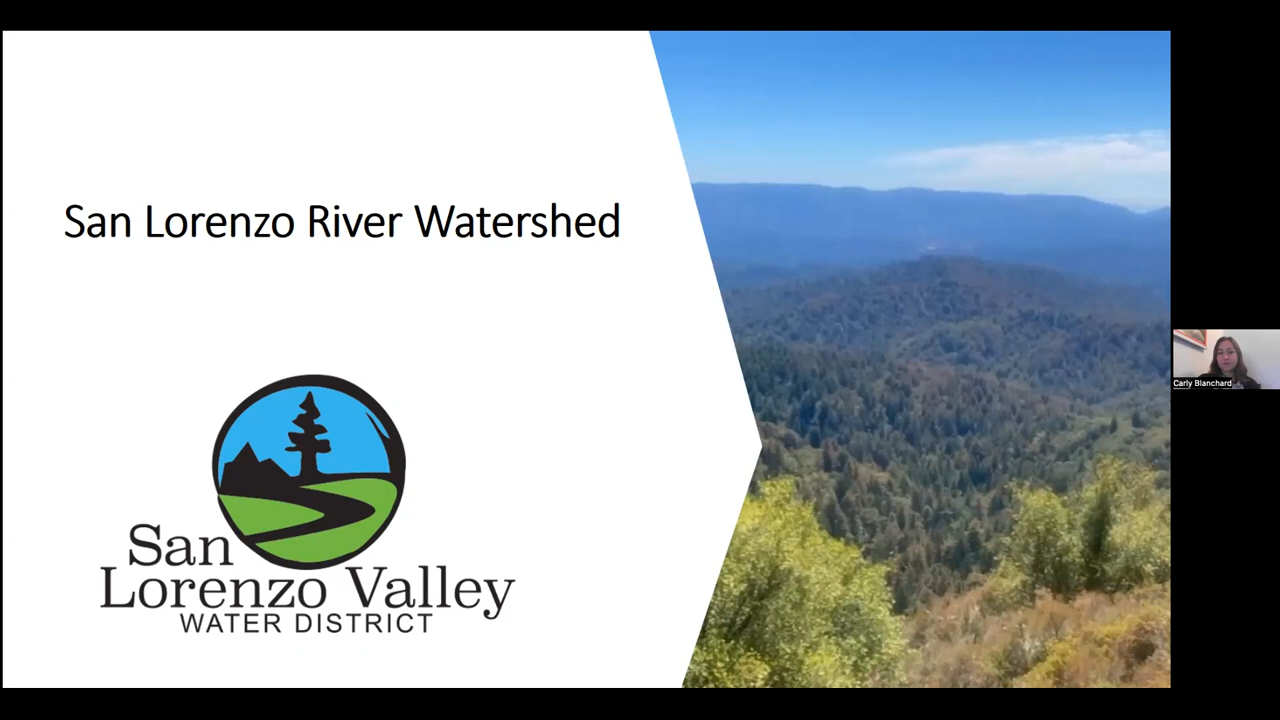 San Lorenzo River Watershed
San
Lorenzo Valley
WATER DISTRICT
Carly Blanchard